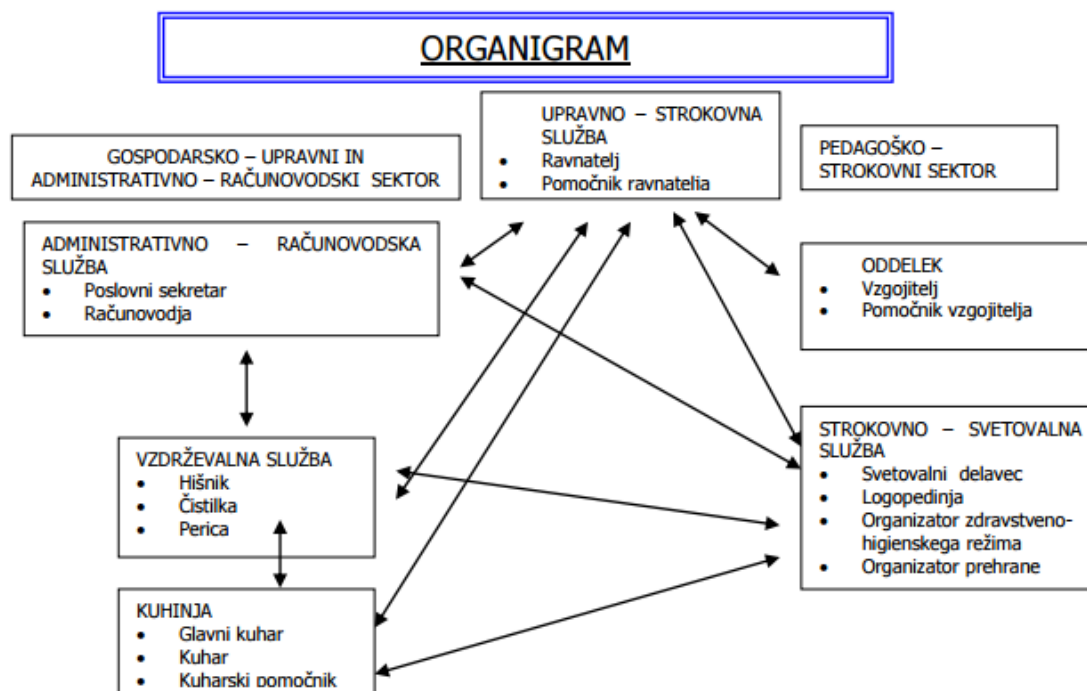 ORGANIGRAM
UPRAVNO – STROKOVNA
SLUŽBA
• Ravnatelj
• Pomočnik ravnatelja
GOSPODARSKO – UPRAVNI IN
ADMINISTRATIVNO – RAČUNOVODSKI SEKTOR
PEDAGOŠKO –
STROKOVNI SEKTOR
ADMINISTRATIVNO – RAČUNOVODSKA
SLUŽBA
• Poslovni sekretar
• Računovodja
ODDELEK
• Vzgojitelj
• Pomočnik vzgojitelja
VZDRŽEVALNA SLUŽBA
• Hišnik
• Čistilka
• Perica
STROKOVNO – SVETOVALNA
SLUŽBA
• Svetovalni delavec
• Logopedinja
• Organizator zdravstveno-
higienskega režima
• Organizator prehrane
KUHINJA
• Glavni kuhar
• Kuhar
• Kuharski pomočnik